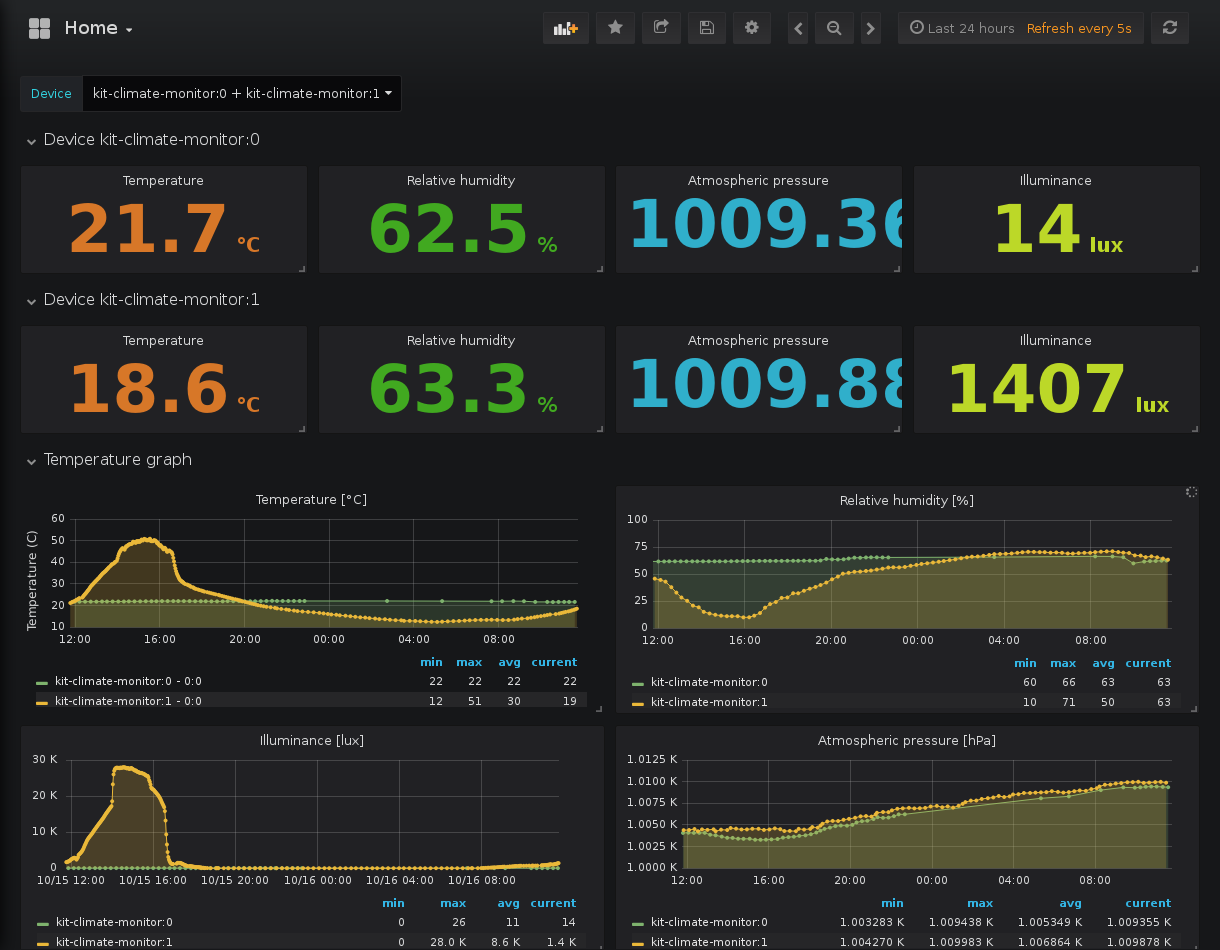 Home
Last 24 hours Refresh every 5s
Device kit-climate-monitor:0 + kit-climate-monitor:1
Device kit-climate-monitor:0
Temperature
21.7 °C
Relative humidity
62.5 %
Atmospheric pressure
1009.36
Illuminance
14 lux
Device kit-climate-monitor:1
Temperature
18.6 °C
Relative humidity
63.3 %
Atmospheric pressure
1009.88
Illuminance
1407 lux
Temperature graph
Temperature [°C]
Temperature (C)
60
50
40
30
20
10
12:00 16:00 20:00 00:00 04:00 08:00
min max avg current
kit-climate-monitor:0 - 0:0 22 22 22 22
kit-climate-monitor:1 - 0:0 12 51 30 19
Relative humidity [%]
100
75
50
25
0
12:00 16:00 20:00 00:00 04:00 08:00
min max avg current
kit-climate-monitor:0 60 66 63 63
kit-climate-monitor:1 10 71 50 63
Illuminance [lux]
30 K
20 K
10 K
0
10/15 12:00 10/15 16:00 10/15 20:00 10/16 00:00 10/16 04:00 10/16 08:00
min max avg current
kit-climate-monitor:0 0 26 11 14
kit-climate-monitor:1 0 28.0 K 8.6 K 1.4 K
Atmospheric pressure [hPa]
1.0125 K
1.0100 K
1.0075 K
1.0050 K
1.0025 K
1.0000 K
12:00 16:00 20:00 00:00 04:00 08:00
min max avg current
kit-climate-monitor:0 1.003283 K 1.009438 K 1.005349 K 1.009355 K
kit-climate-monitor:1 1.004270 K 1.009983 K 1.006864 K 1.009878 K